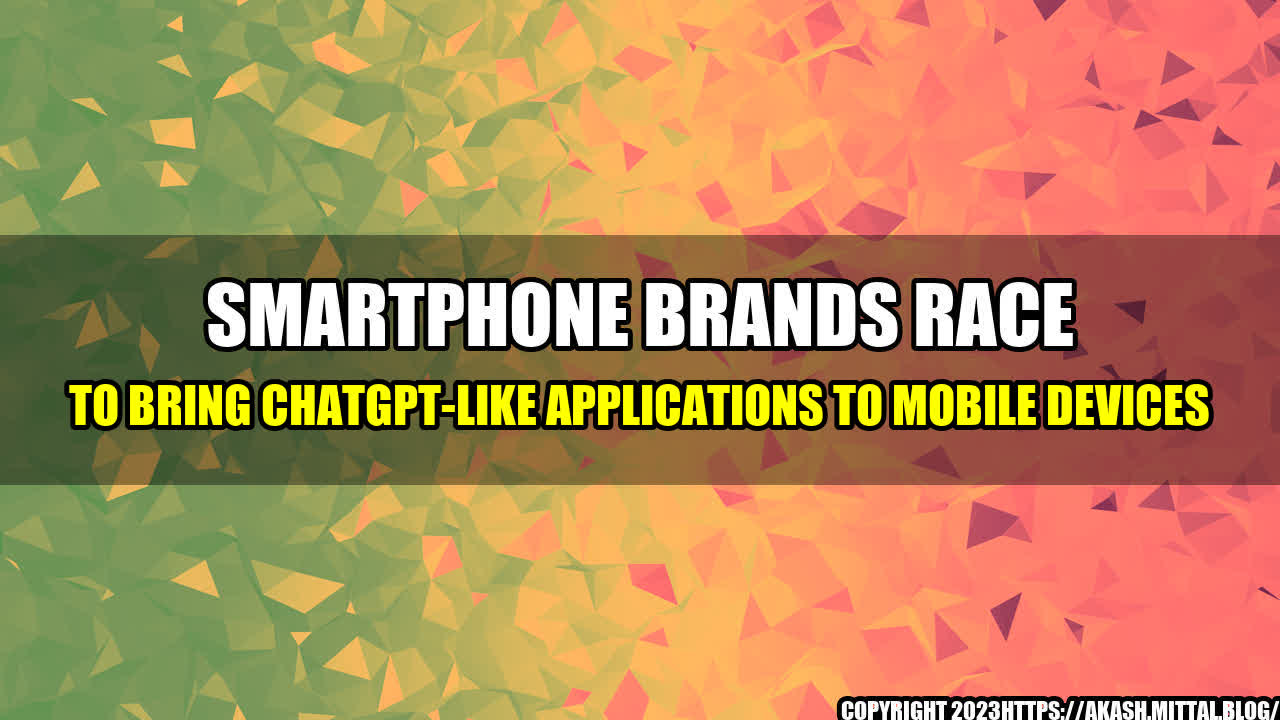 SMARTPHONE BRANDS RACE
TO BRING CHATGPT-LIKE APPLICATIONS TO MOBILE DEVICES
COPYRIGHT 2023HTTPS://AKASH.MITTAL.BLOG/